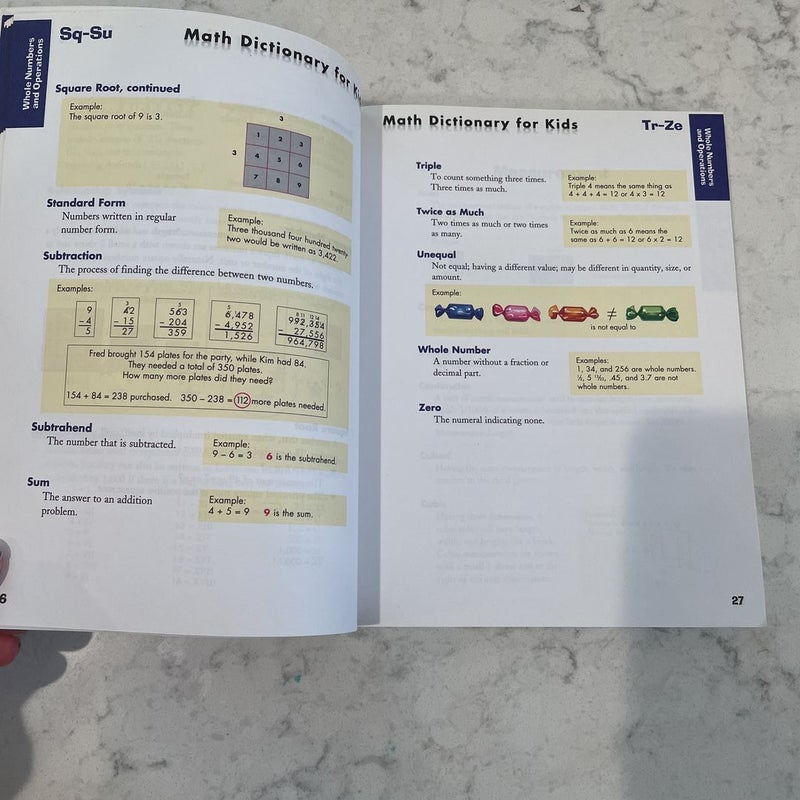 Whole Numbers
and Operations
Sq-Su
Math Dictionary for
Square Root, continued
Example:
The square root of 9 is 3.
3
3
1 2 3
4 5 6
7 8 9
Standard Form
Numbers written in regular
number form.
Example:
Three thousand four hundred twenty-
two would be written as 3,422.
Subtraction
The process of finding the difference between two numbers.
Examples:
9
-4
5
3
42
-15
27
5
563
-204
359
5
6,478
-4,952
1,526
8 11 12 14
992,354
-27,556
964,798
Fred brought 154 plates for the party, while Kim had 84.
They needed a total of 350 plates.
How many more plates did they need?
154 + 84 = 238 purchased. 350 – 238 = 112 more plates needed.
Subtrahend
The number that is subtracted.
Example:
9 – 6 = 3 6 is the subtrahend.
Sum
The answer to an addition
problem.
Example:
4 + 5 = 9 9 is the sum.
6
Math Dictionary for Kids
Tr-Ze
Whole Numbers
and Operations
Triple
To count something three times.
Three times as much.
Example:
Triple 4 means the same thing as
4 + 4 + 4 = 12 or 4 x 3 = 12
Twice as Much
Two times as much or two times
as many.
Example:
Twice as much as 6 means the
same as 6 + 6 = 12 or 6 x 2 = 12
Unequal
Not equal; having a different value; may be different in quantity, size, or
amount.
Example:
≠
is not equal to
Whole Number
A number without a fraction or
decimal part.
Examples:
1, 34, and 256 are whole numbers.
.45, and 3.7 are not
whole numbers.
Zero
The numeral indicating none.
27